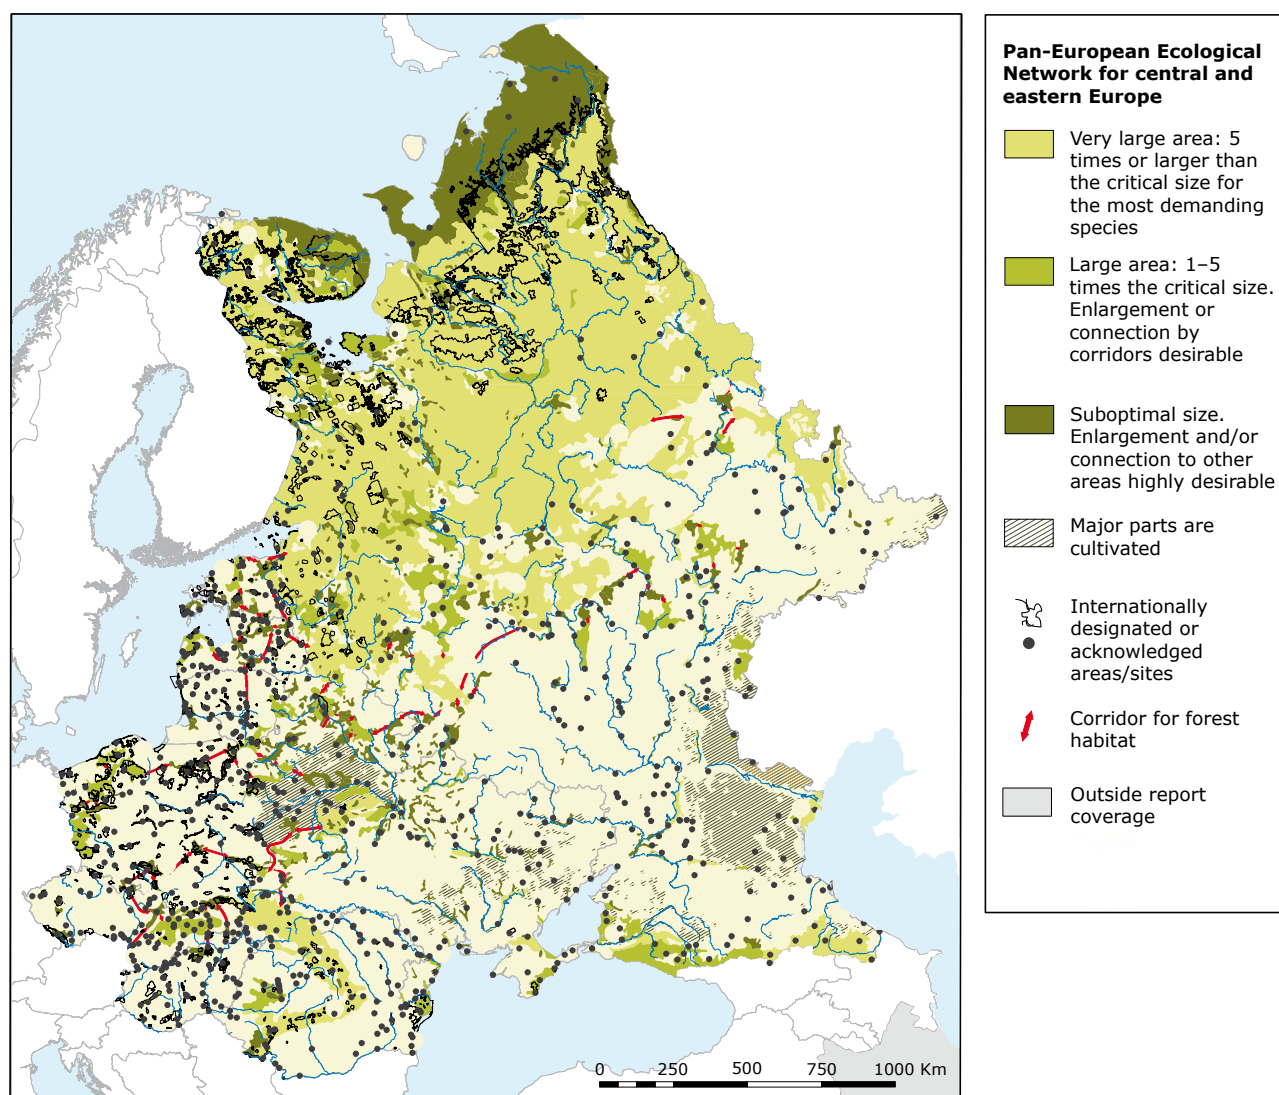 Pan-European Ecological
Network for central and
eastern Europe
Very large area: 5
times or larger than
the critical size for
the most demanding
species
Large area: 1–5
times the critical size.
Enlargement or
connection by
corridors desirable
Suboptimal size.
Enlargement and/or
connection to other
areas highly desirable
Major parts are
cultivated
Internationally
designated or
acknowledged
areas/sites
Corridor for forest
habitat
Outside report
coverage
0 250 500 750 1000 Km